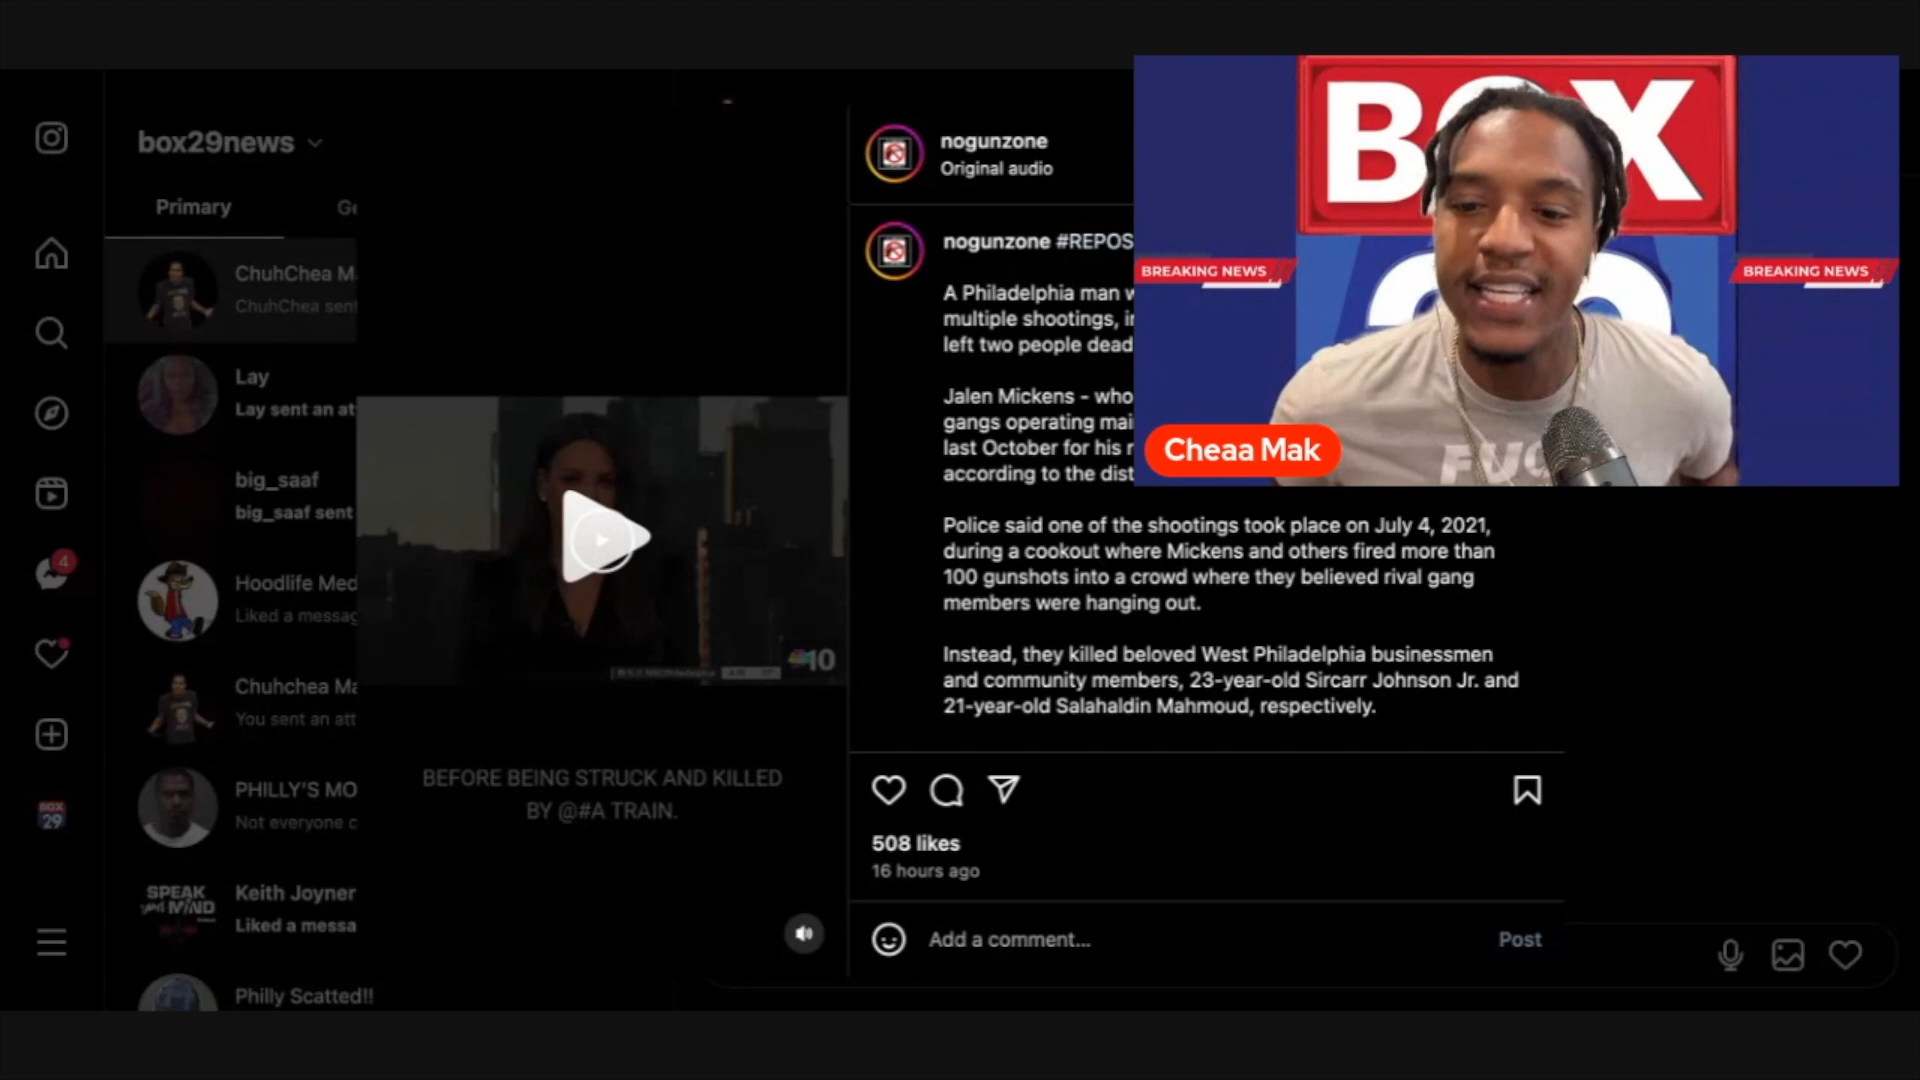 box29news
Primary
Ge
ChuhChea Ma
ChuhChea sent
Lay
Lay sent an at
big_saaf
big_saaf sent
Hoodlife Med
Liked a messag
4
Chuhchea Ma
You sent an att
PHILLY'S MO
Not everyone c
BOX
29
SPEAK
MIND
Keith Joyner
Liked a messa
Philly Scatted!!
10
BEFORE BEING STRUCK AND KILLED
BY @#A TRAIN.
nogunzone
Original audio
nogunzone #REPOS
A Philadelphia man w
multiple shootings, in
left two people dead
Jalen Mickens - who
gangs operating mai
last October for his r
according to the dist
Police said one of the shootings took place on July 4, 2021,
during a cookout where Mickens and others fired more than
100 gunshots into a crowd where they believed rival gang
members were hanging out.
Instead, they killed beloved West Philadelphia businessmen
and community members, 23-year-old Sircarr Johnson Jr. and
21-year-old Salahaldin Mahmoud, respectively.
508 likes
16 hours ago
Add a comment...
Post
BOX
BREAKING NEWS
BREAKING NEWS
Cheaa Mak
FUC